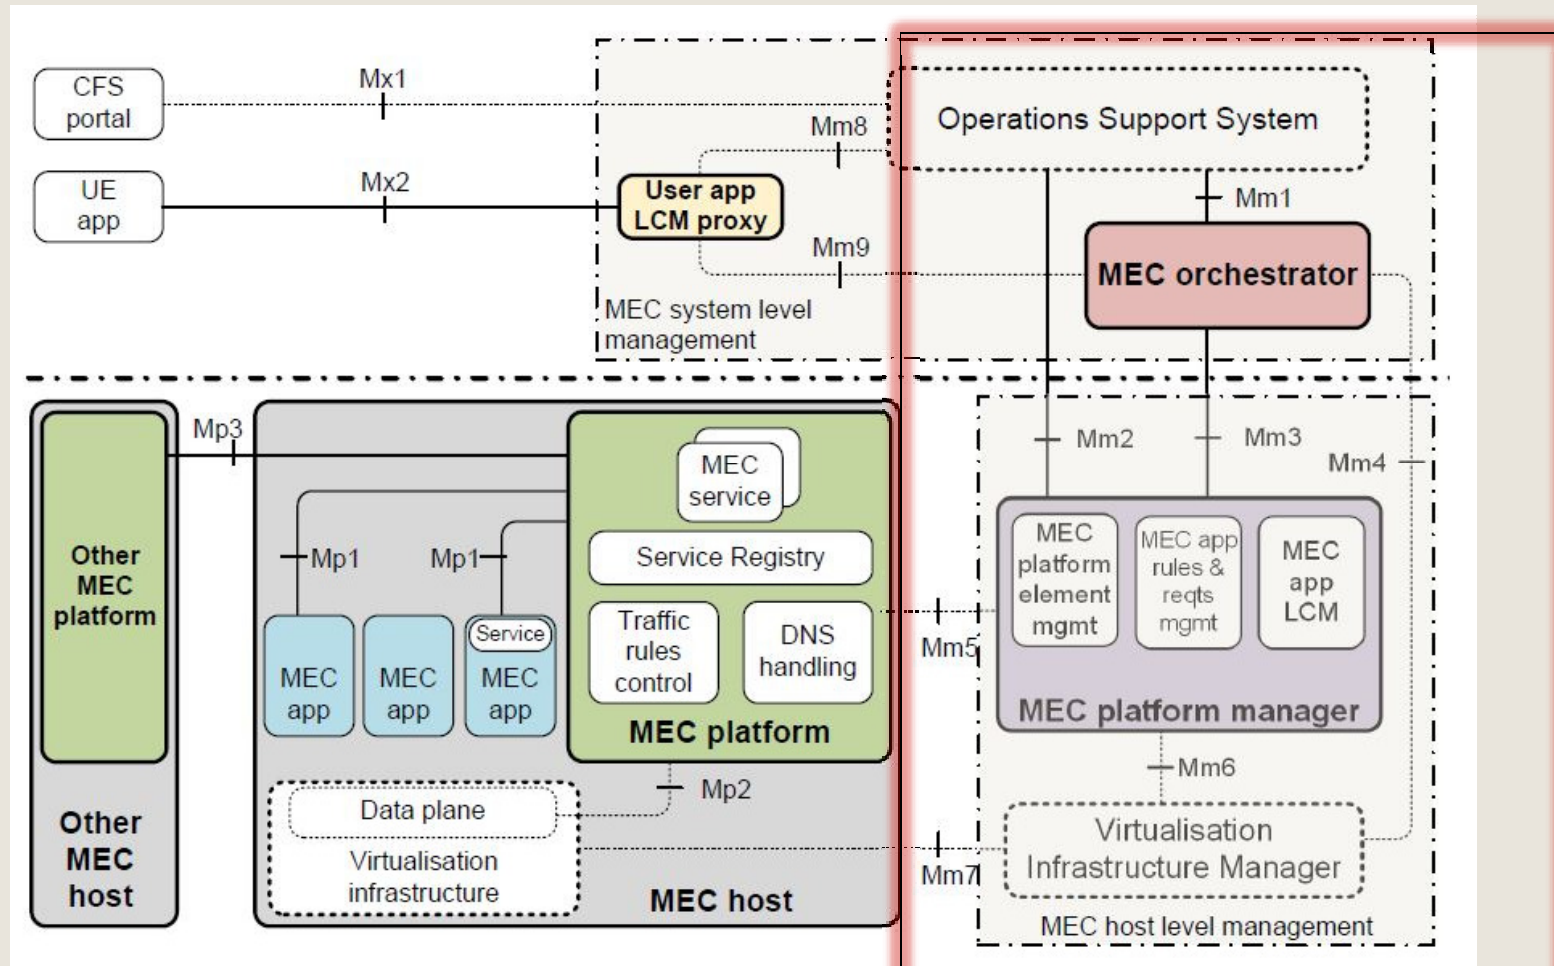 CFS
portal
Mx1
Operations Support System
Mm8
UE
app
Mx2
User app
LCM proxy
Mm1
Mm9
MEC orchestrator
MEC system level
management
Mp3
Mm2
Mm3
Mm4
Other
MEC
platform
Other
MEC
host
Mp1
Mp1
MEC
service
Service Registry
Traffic
rules
control
DNS
handling
MEC platform
MEC
app
MEC
app
Service
MEC
app
Mp2
Data plane
Virtualisation
infrastructure
MEC host
Mm5
MEC
platform
element
mgmt
MEC app
rules &
reqts
mgmt
MEC
app
LCM
MEC platform manager
Mm6
Mm7
Virtualisation
Infrastructure Manager
MEC host level management